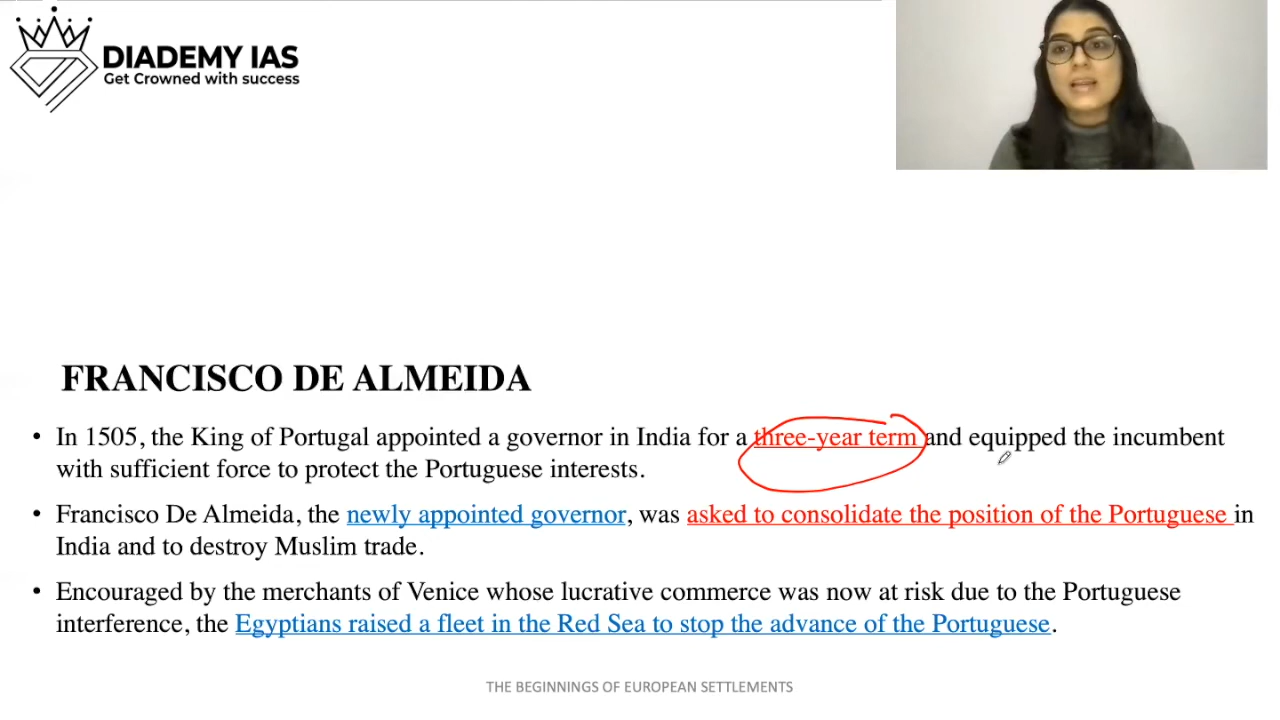 DIADEMY IAS
Get Crowned with success
FRANCISCO DE ALMEIDA
• In 1505, the King of Portugal appointed a governor in India for a three-year term and equipped the incumbent
with sufficient force to protect the Portuguese interests.
• Francisco De Almeida, the newly appointed governor, was asked to consolidate the position of the Portuguese in
India and to destroy Muslim trade.
• Encouraged by the merchants of Venice whose lucrative commerce was now at risk due to the Portuguese
interference, the Egyptians raised a fleet in the Red Sea to stop the advance of the Portuguese.
THE BEGINNINGS OF EUROPEAN SETTLEMENTS